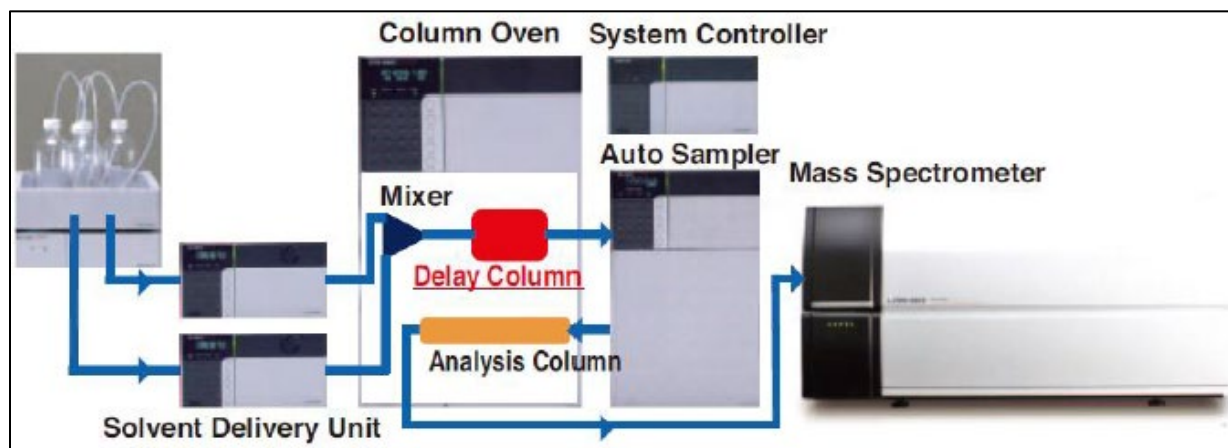 Column Oven
System Controller
Auto Sampler
Mass Spectrometer
Mixer
Delay Column
Analysis Column
Solvent Delivery Unit